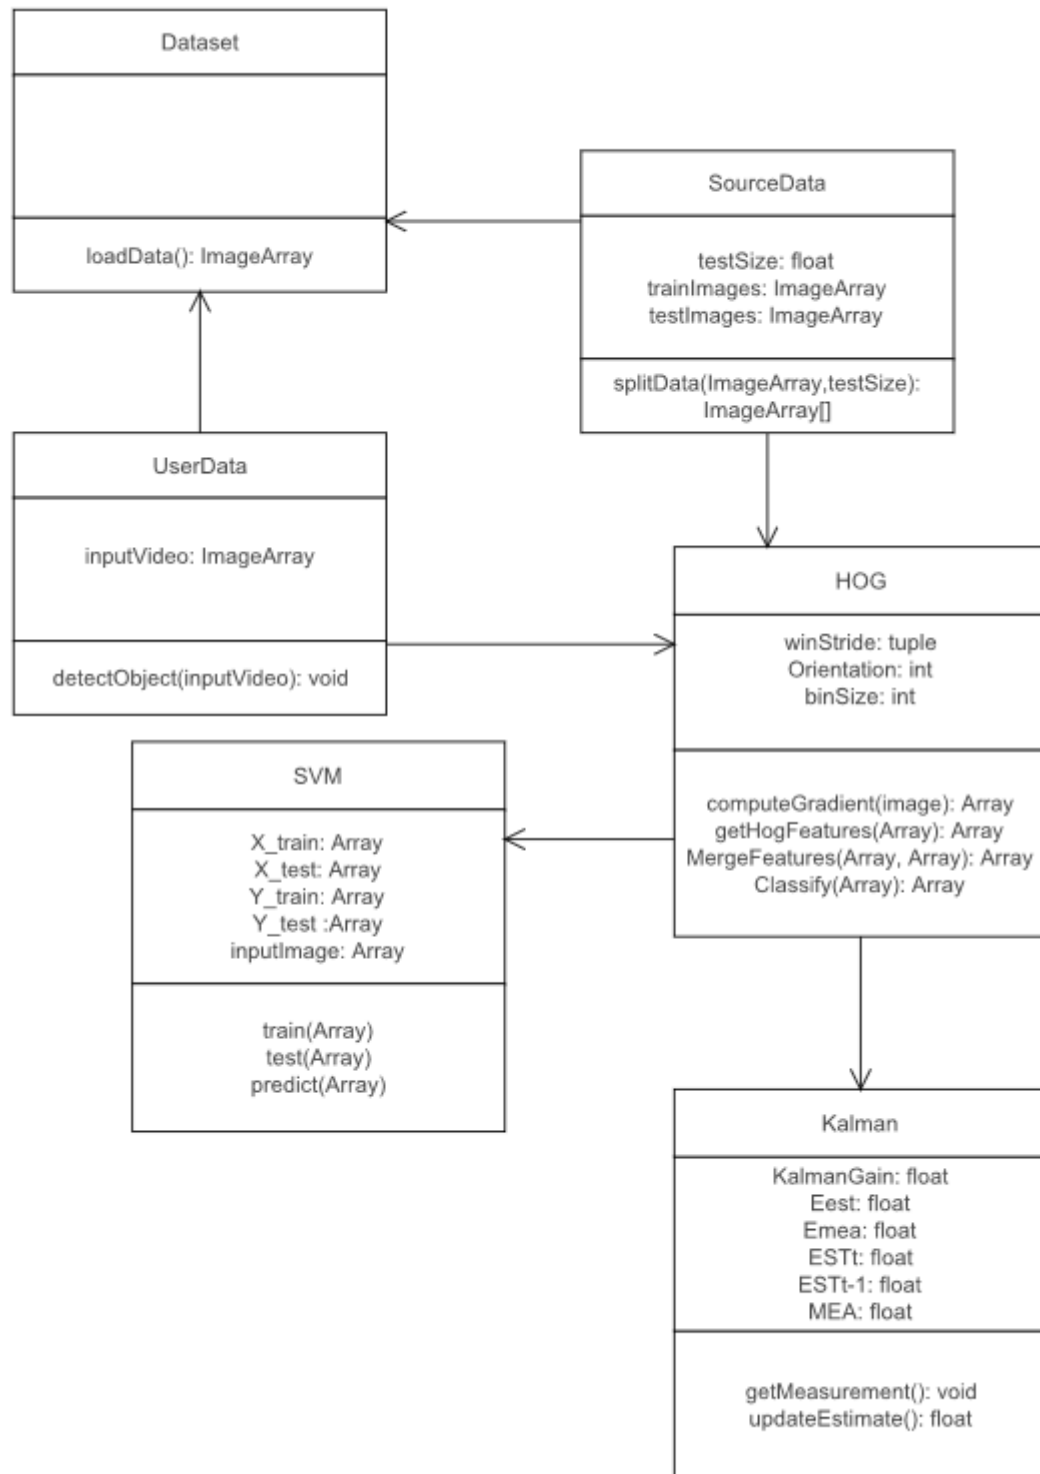 Dataset
loadData(): ImageArray
SourceData
testSize: float
trainImages: ImageArray
testImages: ImageArray
splitData(ImageArray,testSize):
ImageArray[]
UserData
inputVideo: ImageArray
detectObject(inputVideo): void
HOG
winStride: tuple
Orientation: int
binSize: int
computeGradient(image): Array
getHogFeatures(Array): Array
MergeFeatures(Array, Array): Array
Classify(Array): Array
SVM
X_train: Array
X_test: Array
Y_train: Array
Y_test :Array
inputImage: Array
train(Array)
test(Array)
predict(Array)
Kalman
KalmanGain: float
Eest: float
Emea: float
ESTt: float
ESTt-1: float
MEA: float
getMeasurement(): void
updateEstimate(): float